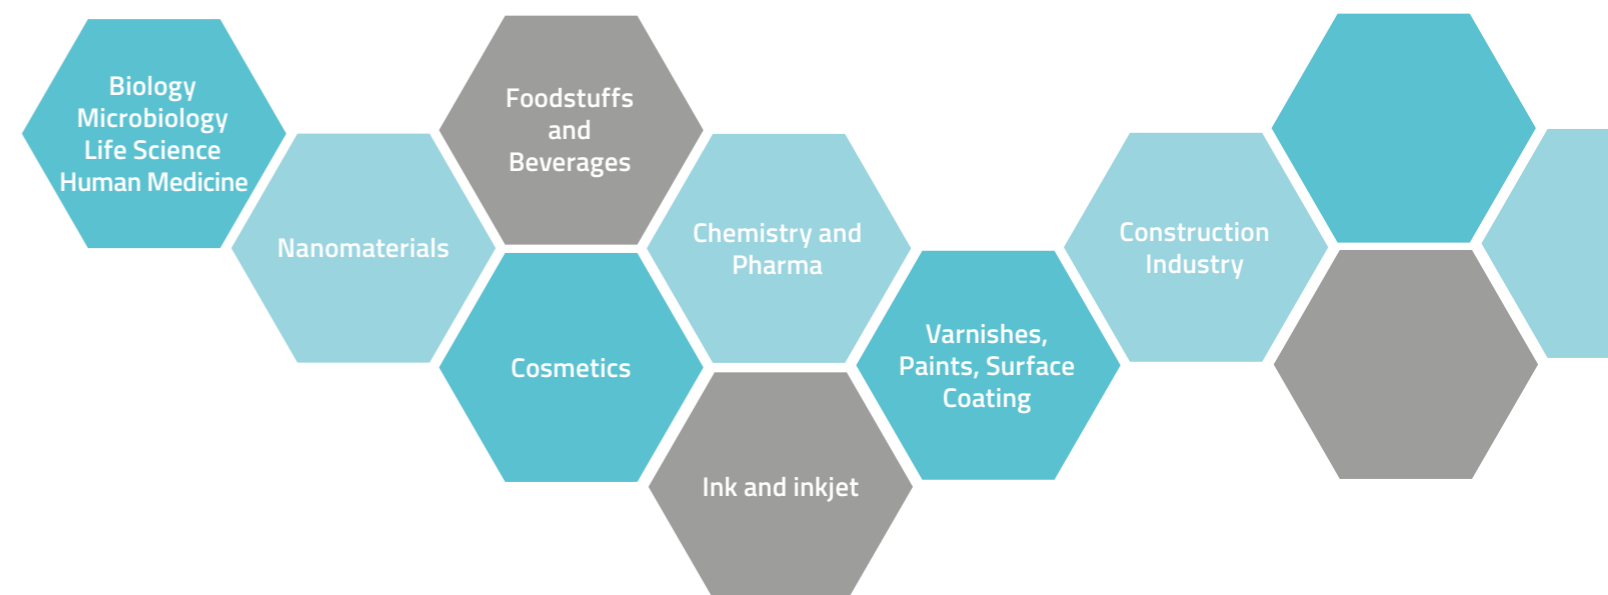 Biology
Microbiology
Life Science
Human Medicine
Nanomaterials
Foodstuffs
and
Beverages
Cosmetics
Chemistry and
Pharma
Ink and inkjet
Varnishes,
Paints, Surface
Coating
Construction
Industry